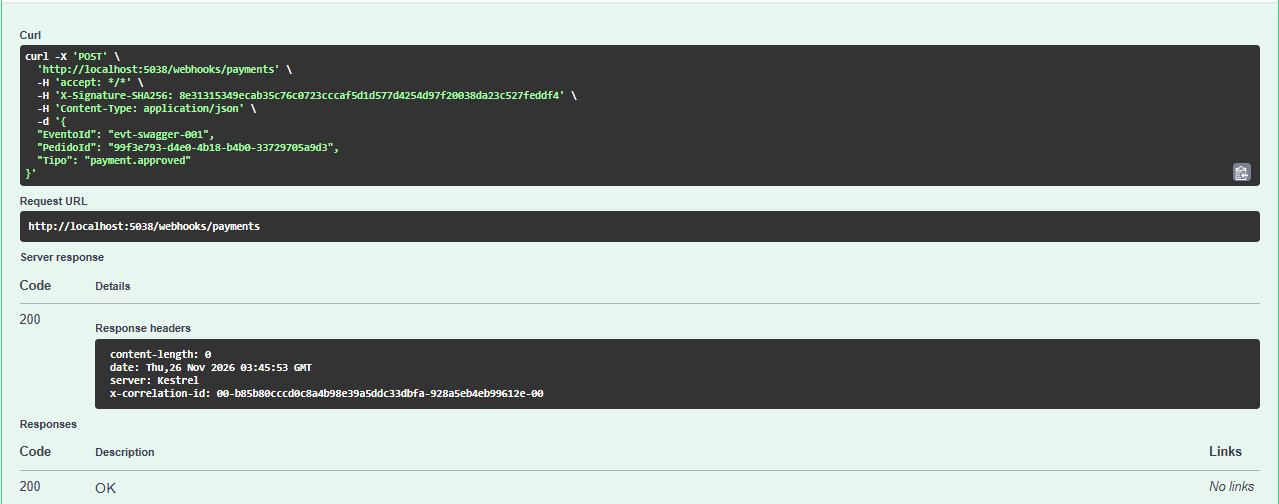 Curl
curl -X 'POST' \
'http://localhost:5038/webhooks/payments' \
-H 'accept: */*' \
-H 'X-Signature-SHA256: 8e31315349ecab35c76c0723cccaf5d1d577d4254d97f20038da23c527feddf4' \
-H 'Content-Type: application/json' \
-d '{
"EventoId": "evt-swagger-001",
"PedidoId": "99f3e793-d4e0-4b18-b4b0-33729705a9d3",
"Tipo": "payment.approved"
}'
Request URL
http://localhost:5038/webhooks/payments
Server response
Code Details
200
Response headers
content-length: 0
date: Thu,26 Nov 2026 03:45:53 GMT
server: Kestrel
x-correlation-id: 00-b85b80cccd0c8a4b98e39a5ddc33dbfa-928a5eb4eb99612e-00
Responses
Code Description Links
200 OK No links